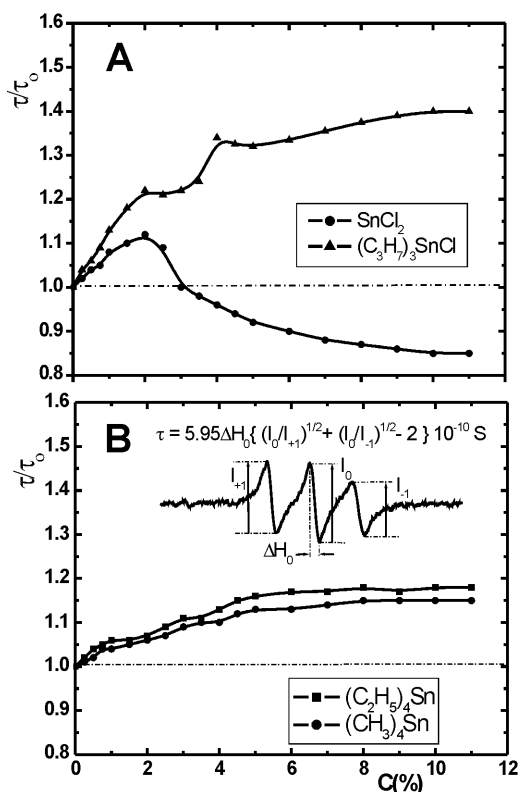 1.6
A
1.5
τ/τo
1.4
1.3
1.2
SnCl2
(C3H7)3SnCl
1.1
1.0
0.9
0.8
1.6
B
τ = 5.95ΔH0{ (I0/I+1)1/2+ (I0/I-1)1/2- 2 } 10-10 S
1.5
τ/τo
I+1
I0
I-1
1.4
1.3
ΔH0
1.2
1.1
1.0
0.9
(C2H5)4Sn
(CH3)4Sn
0.8
0 2 4 6 8 10 12
C(%)